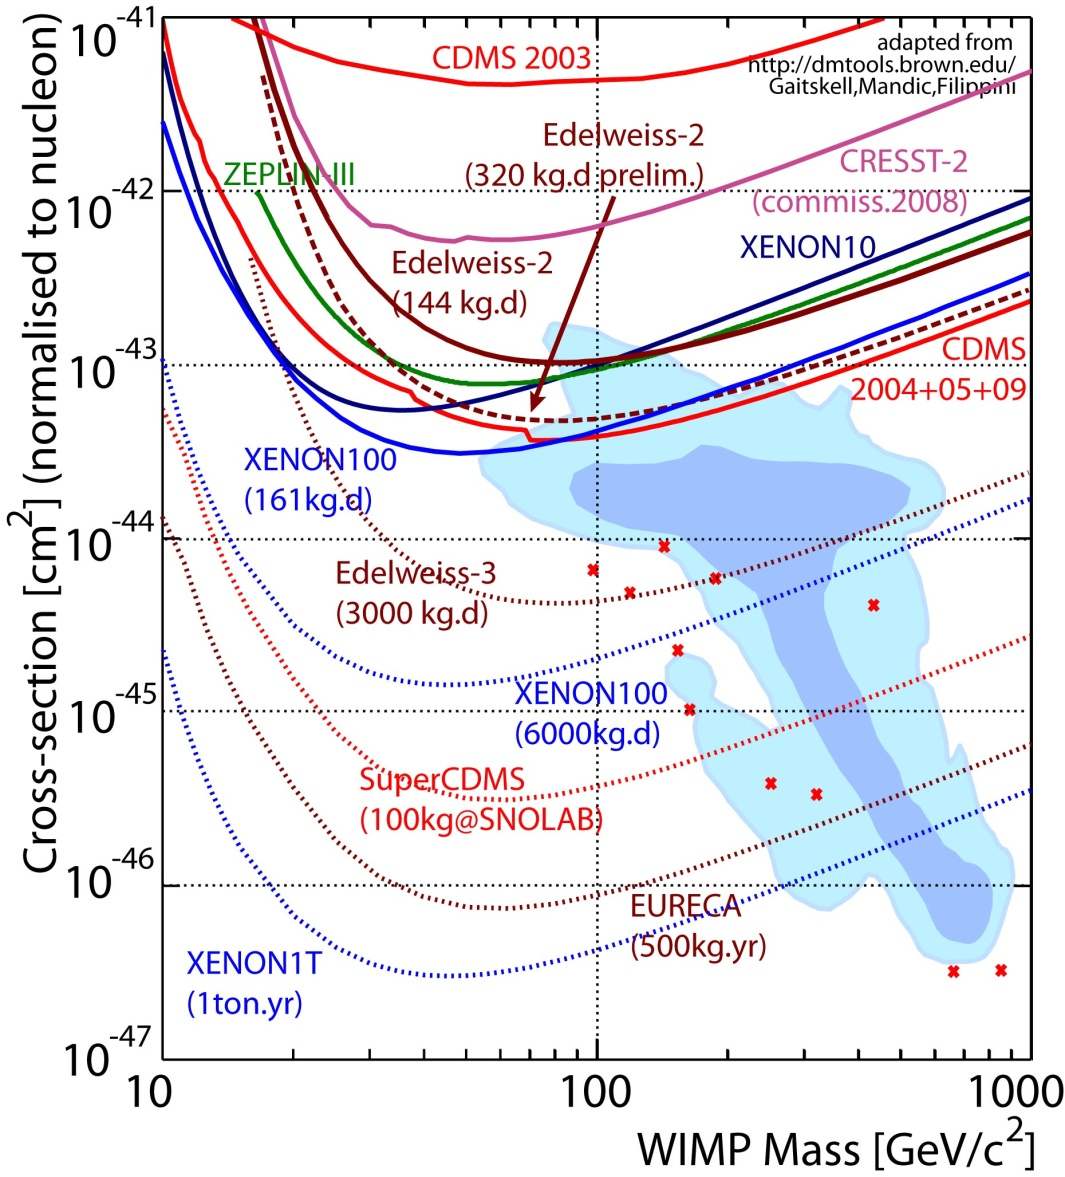 10^-41
10^-42
10^-43
10^-44
10^-45
10^-46
10^-47
Cross-section [cm^2] (normalised to nucleon)
CDMS 2003
adapted from
http://dmtools.brown.edu/
Gaitskell,Mandic,Filippini
Edelweiss-2
(320 kg.d prelim.)
CRESST-2
(commiss.2008)
ZEPLIN-III
XENON10
Edelweiss-2
(144 kg.d)
CDMS
2004+05+09
XENON100
(161kg.d)
Edelweiss-3
(3000 kg.d)
XENON100
(6000kg.d)
SuperCDMS
(100kg@SNOLAB)
EURECA
(500kg.yr)
XENON1T
(1ton.yr)
10
100
1000
WIMP Mass [GeV/c^2]